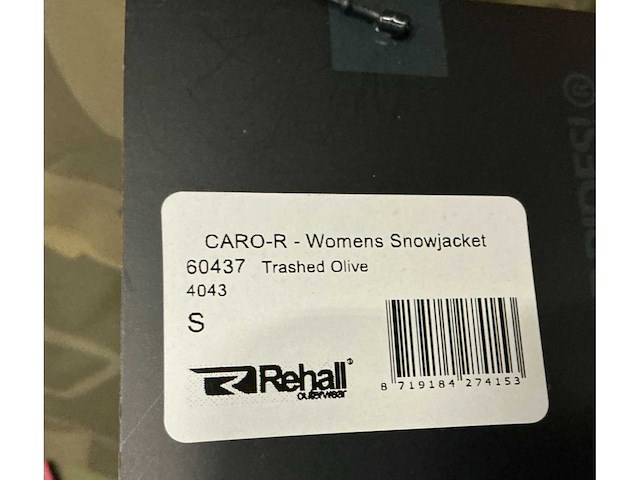 CARO-R - Womens Snowjacket
60437 Trashed Olive
4043
S
Rehall®
outerwear
8 719184 274153